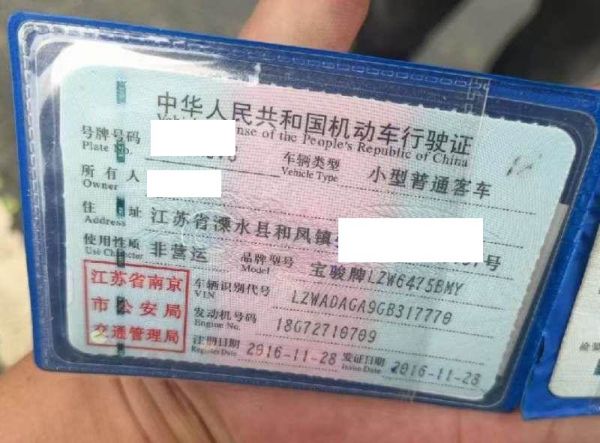 中华人民共和国机动车行驶证
Vehicle License of the People's Republic of China
号牌号码 车辆类型 小型普通客车
Plate No. Vehicle Type
所有人
Owner
住 址 江苏省溧水县和凤镇 号
Address
使用性质 非营运 品牌型号 宝骏牌LZW6475BMY
Use Character Model
江苏省南京
市公安局
交通管理局
车辆识别代号 LZWADAGA9GB317770
VIN
发动机号码 18G72710709
Engine No.
注册日期 2016-11-28 发证日期 2016-11-28
Register Date Issue Date